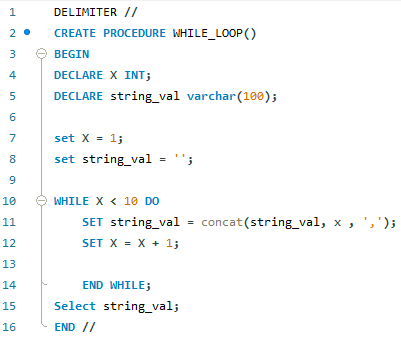 1 DELIMITER //
2 CREATE PROCEDURE WHILE_LOOP()
3 BEGIN
4 DECLARE X INT;
5 DECLARE string_val varchar(100);
6
7 set X = 1;
8 set string_val = '';
9
10 WHILE X < 10 DO
11 SET string_val = concat(string_val, x , ',');
12 SET X = X + 1;
13
14 END WHILE;
15 Select string_val;
16 END //